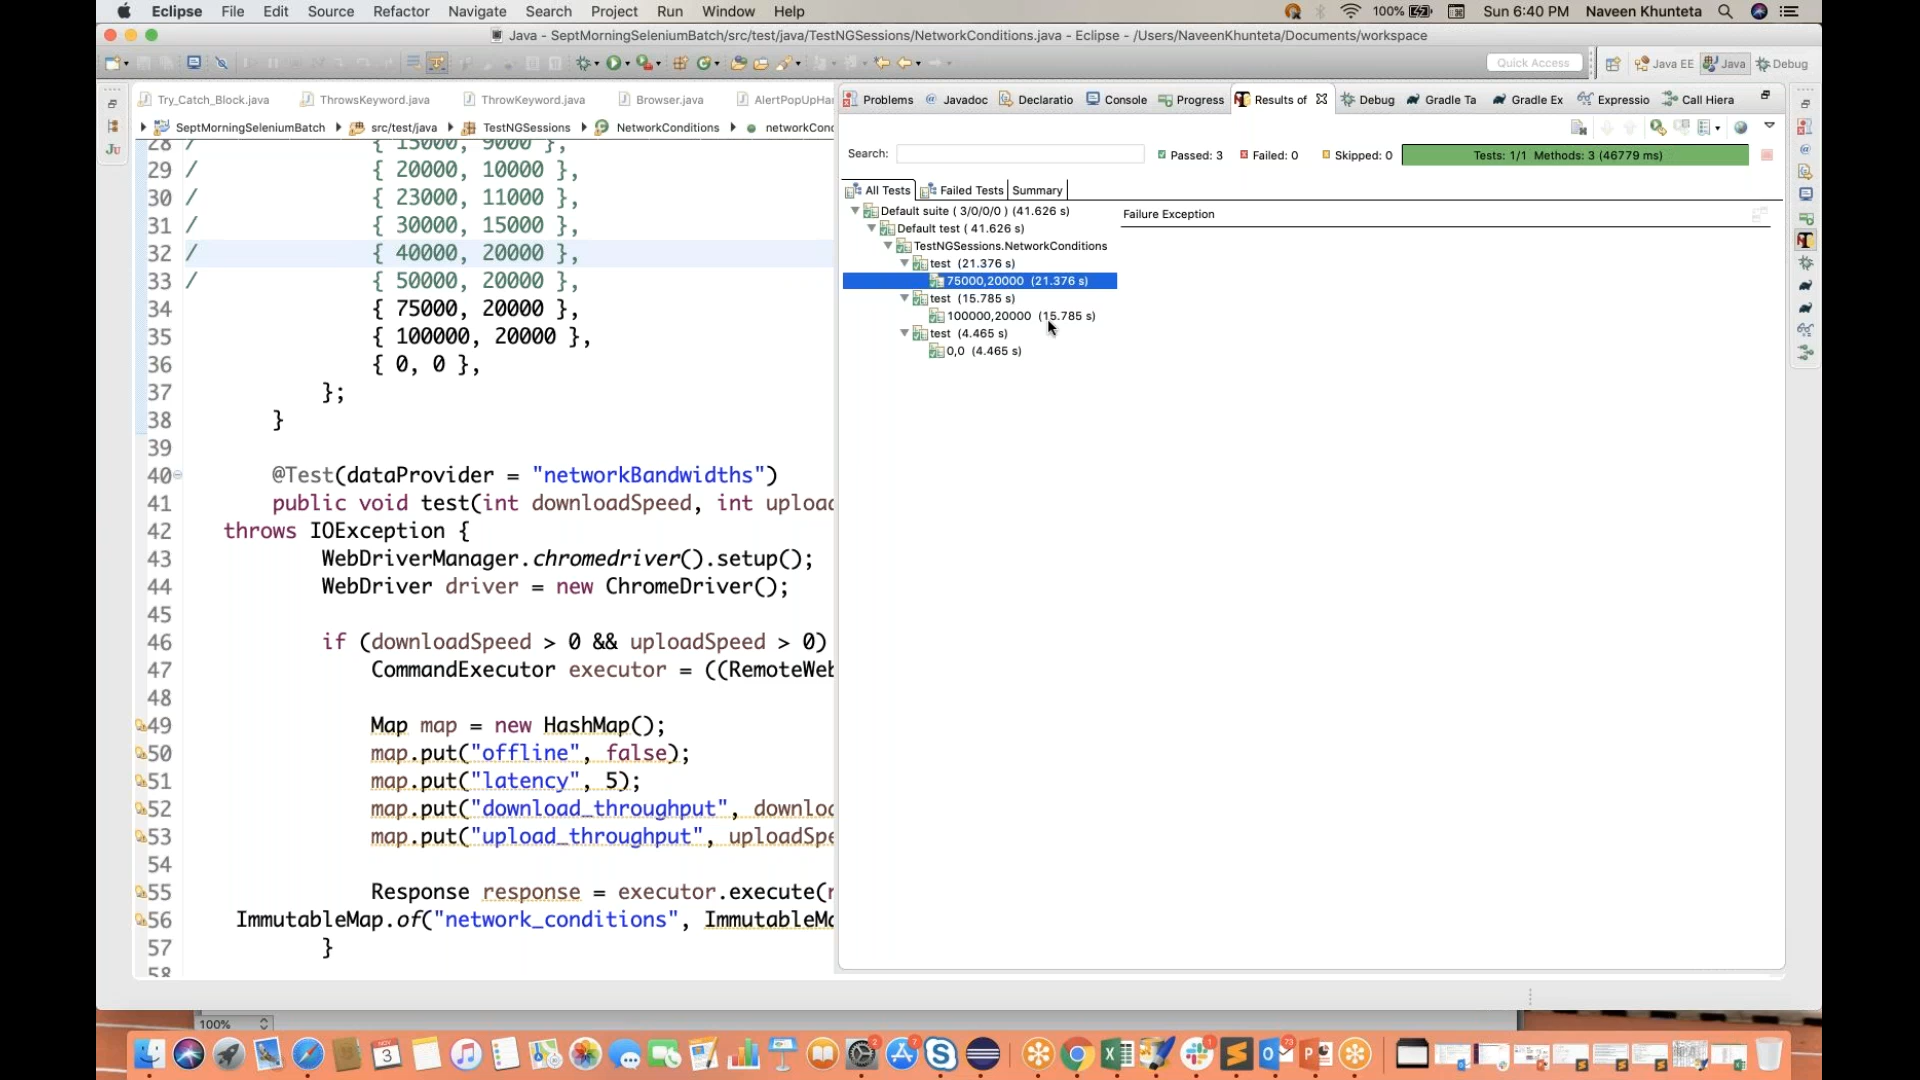 Eclipse File Edit Source Refactor Navigate Search Project Run Window Help 100% Sun 6:40 PM Naveen Khunteta
Java - SeptMorningSeleniumBatch/src/test/java/TestNGSessions/NetworkConditions.java - Eclipse - /Users/NaveenKhunteta/Documents/workspace
Quick Access Java EE Java Debug
Try_Catch_Block.java ThrowsKeyword.java ThrowKeyword.java Browser.java AlertPopUpHa
Problems Javadoc Declaratio Console Progress Results of Debug Gradle Ta Gradle Ex Expressio Call Hiera
SeptMorningSeleniumBatch src/test/java TestNGSessions NetworkConditions networkCon
28 / { 15000, 9000 },
29 / { 20000, 10000 },
30 / { 23000, 11000 },
31 / { 30000, 15000 },
32 / { 40000, 20000 },
33 / { 50000, 20000 },
34 { 75000, 20000 },
35 { 100000, 20000 },
36 { 0, 0 },
37 };
38 }
39
40 @Test(dataProvider = "networkBandwidths")
41 public void test(int downloadSpeed, int uploa
42 throws IOException {
43 WebDriverManager.chromedriver().setup();
44 WebDriver driver = new ChromeDriver();
45
46 if (downloadSpeed > 0 && uploadSpeed > 0)
47 CommandExecutor executor = ((RemoteWeb
48
49 Map map = new HashMap();
50 map.put("offline", false);
51 map.put("latency", 5);
52 map.put("download_throughput", downloa
53 map.put("upload_throughput", uploadSpe
54
55 Response response = executor.execute(
56 ImmutableMap.of("network_conditions", ImmutableMa
57 }
58
Search: Passed: 3 Failed: 0 Skipped: 0 Tests: 1/1 Methods: 3 (46779 ms)
All Tests Failed Tests Summary
Default suite ( 3/0/0/0 ) (41.626 s)
Default test ( 41.626 s)
TestNGSessions.NetworkConditions
test (21.376 s)
75000,20000 (21.376 s)
test (15.785 s)
100000,20000 (15.785 s)
test (4.465 s)
0,0 (4.465 s)
Failure Exception
100%